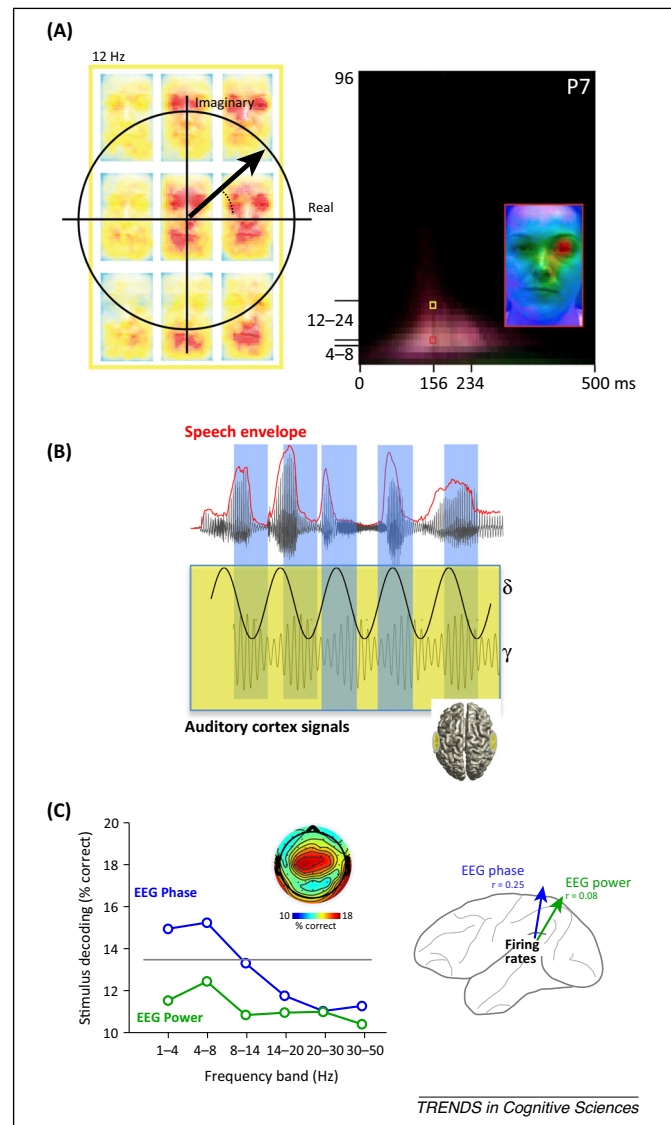 (A)
12 Hz
Imaginary
Real
96
P7
12–24
4–8
0
156
234
500 ms
(B)
Speech envelope
δ
γ
Auditory cortex signals
(C)
20
18
16
14
12
10
Stimulus decoding (% correct)
EEG Phase
EEG Power
10
18
% correct
1–4
4–8
8–14
14–20
20–30
30–50
Frequency band (Hz)
EEG phase
r = 0.25
EEG power
r = 0.08
Firing
rates
TRENDS in Cognitive Sciences